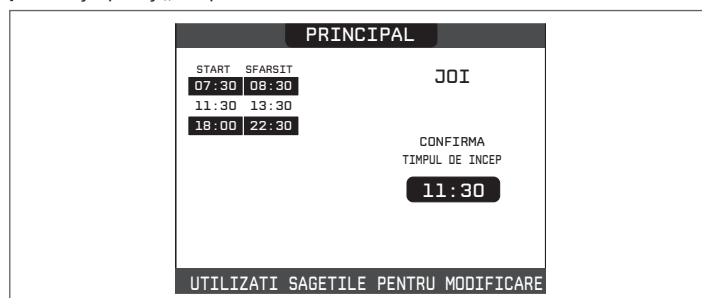 PRINCIPAL
START SFARSIT
07:30 08:30
11:30 13:30
18:00 22:30
JOI
CONFIRMA
TIMPUL DE INCEP
11:30
UTILIZATI SAGETILE PENTRU MODIFICARE